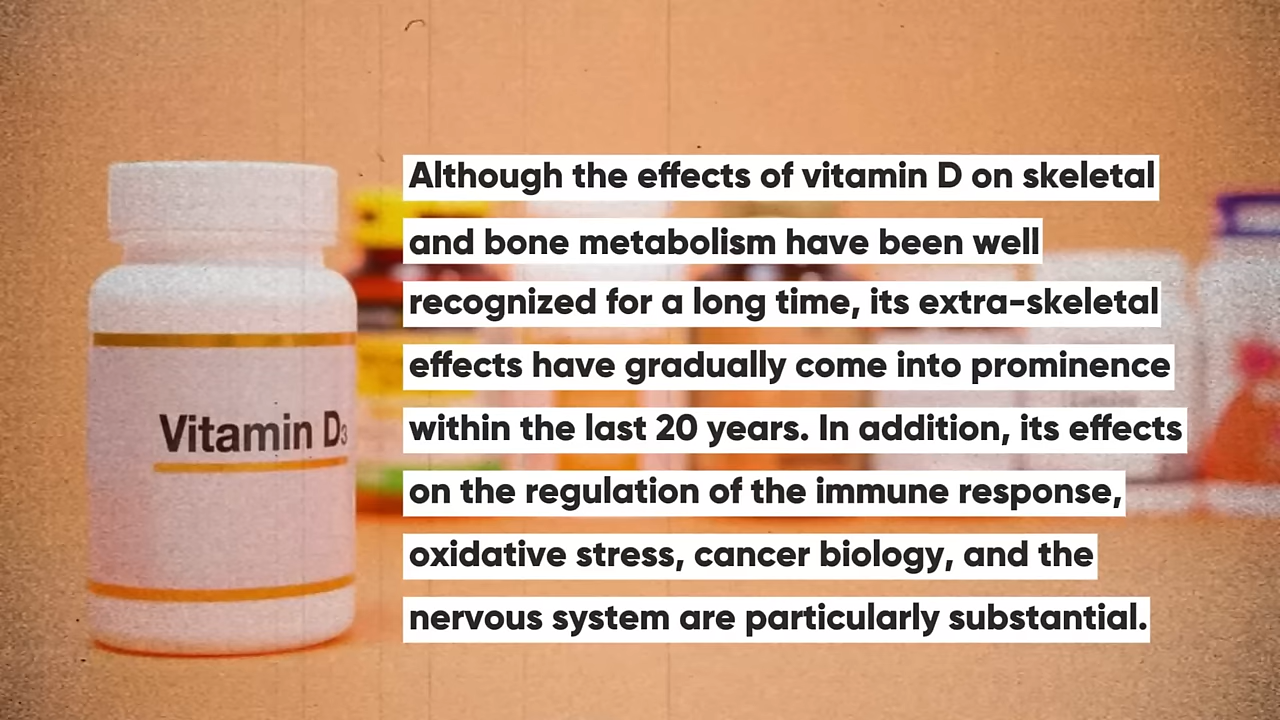 Although the effects of vitamin D on skeletal
and bone metabolism have been well
recognized for a long time, its extra-skeletal
effects have gradually come into prominence
within the last 20 years. In addition, its effects
on the regulation of the immune response,
oxidative stress, cancer biology, and the
nervous system are particularly substantial.
Vitamin D₃